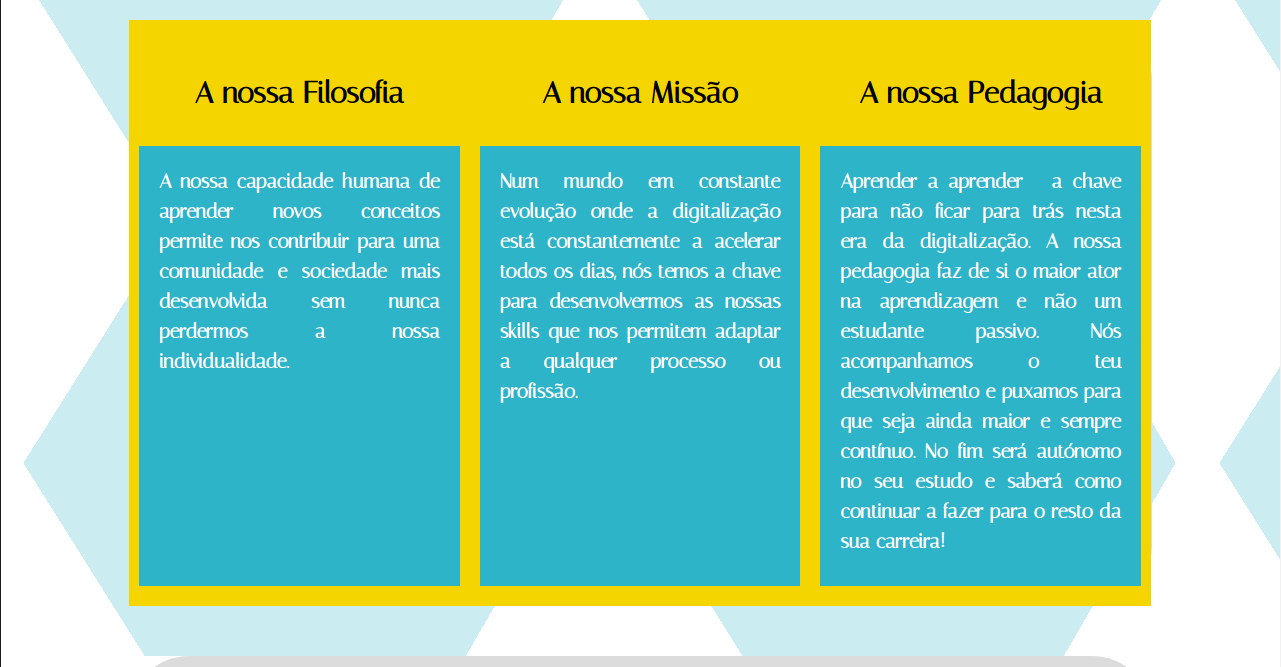 A nossa Filosofia
A nossa capacidade humana de
aprender novos conceitos
permite nos contribuir para uma
comunidade e sociedade mais
desenvolvida sem nunca
perdermos a nossa
individualidade.
A nossa Missão
Num mundo em constante
evolução onde a digitalização
está constantemente a acelerar
todos os dias, nós temos a chave
para desenvolvermos as nossas
skills que nos permitem adaptar
a qualquer processo ou
profissão.
A nossa Pedagogia
Aprender a aprender a chave
para não ficar para trás nesta
era da digitalização. A nossa
pedagogia faz de si o maior ator
na aprendizagem e não um
estudante passivo. Nós
acompanhamos o teu
desenvolvimento e puxamos para
que seja ainda maior e sempre
contínuo. No fim será autónomo
no seu estudo e saberá como
continuar a fazer para o resto da
sua carreira!